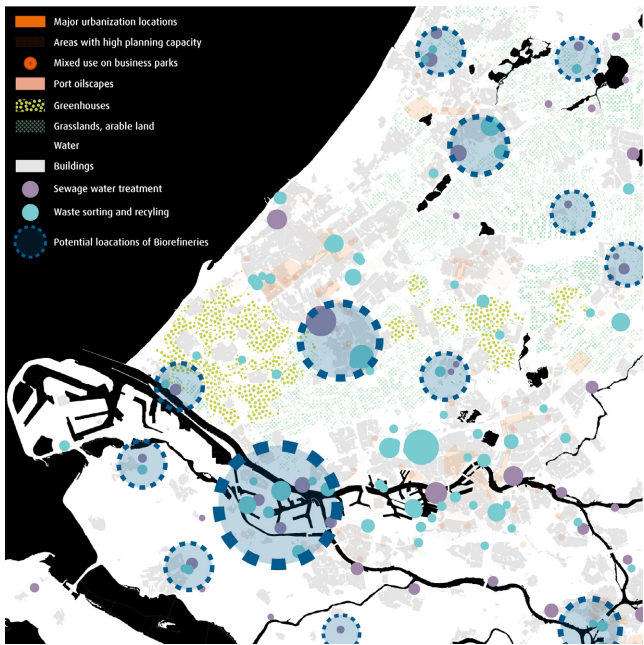 Major urbanization locations
Areas with high planning capacity
Mixed use on business parks
Port oilscapes
Greenhouses
Grasslands, arable land
Water
Buildings
Sewage water treatment
Waste sorting and recyling
Potential loacations of Biorefineries